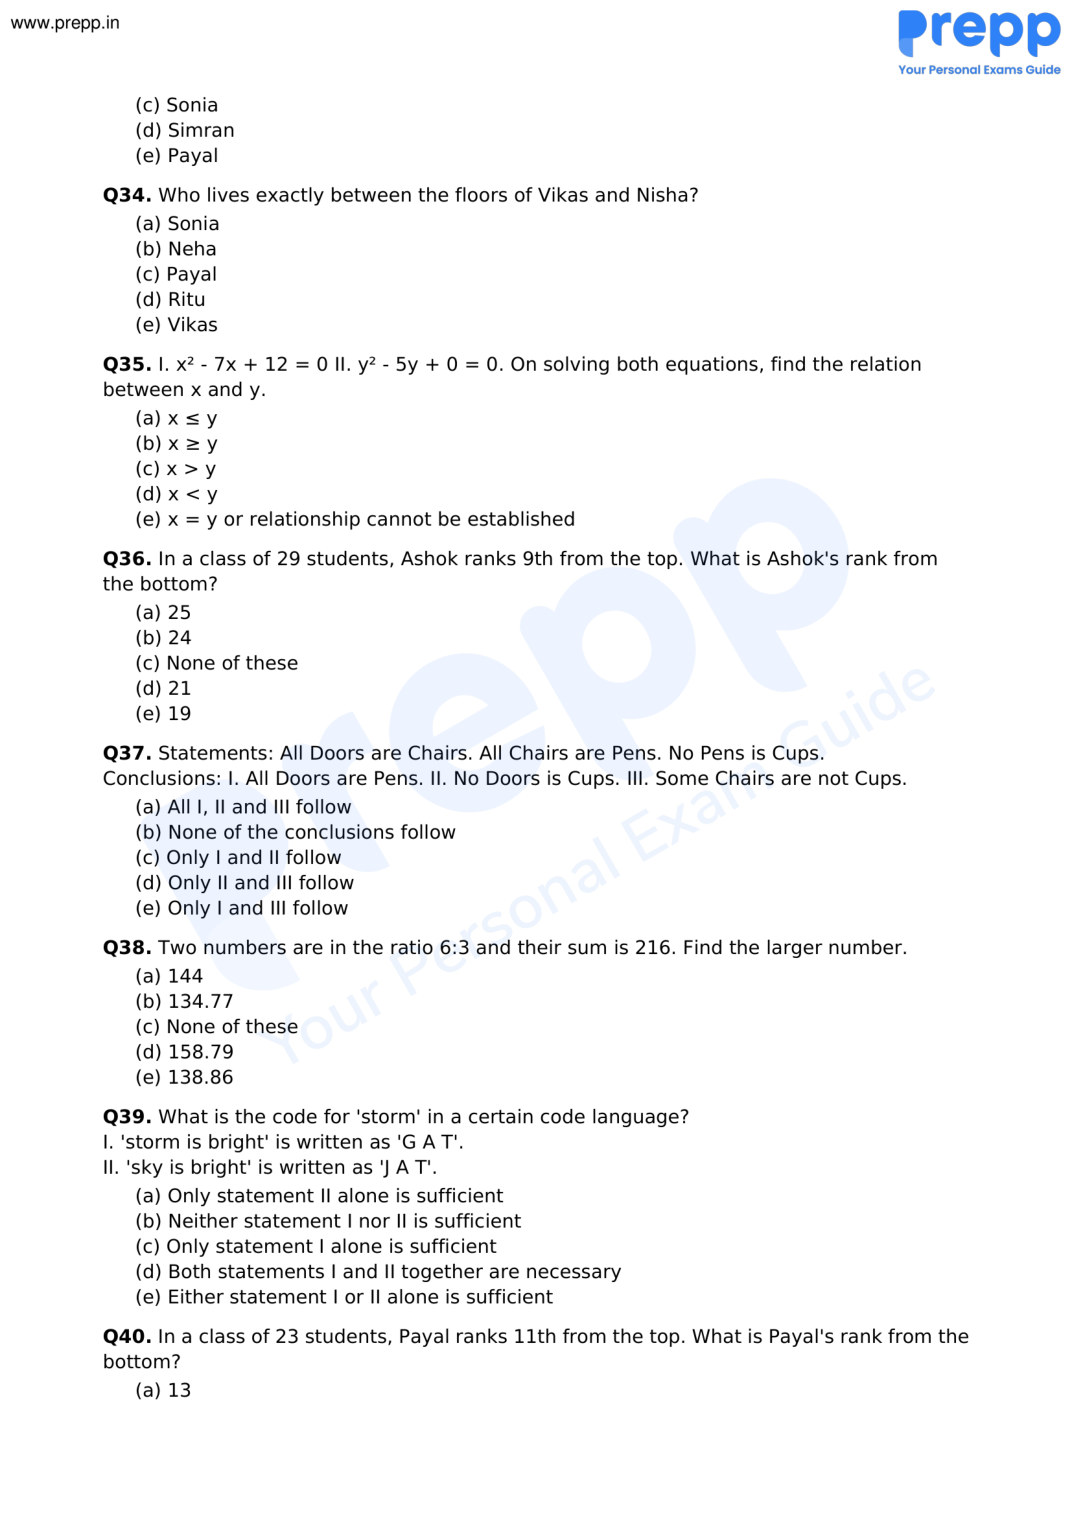 www.prepp.in
prepp
Your Personal Exams Guide
(c) Sonia
(d) Simran
(e) Payal
Q34. Who lives exactly between the floors of Vikas and Nisha?
(a) Sonia
(b) Neha
(c) Payal
(d) Ritu
(e) Vikas
Q35. I. x² - 7x + 12 = 0 II. y² - 5y + 0 = 0. On solving both equations, find the relation
between x and y.
(a) x ≤ y
(b) x ≥ y
(c) x > y
(d) x < y
(e) x = y or relationship cannot be established
Q36. In a class of 29 students, Ashok ranks 9th from the top. What is Ashok's rank from
the bottom?
(a) 25
(b) 24
(c) None of these
(d) 21
(e) 19
Q37. Statements: All Doors are Chairs. All Chairs are Pens. No Pens is Cups.
Conclusions: I. All Doors are Pens. II. No Doors is Cups. III. Some Chairs are not Cups.
(a) All I, II and III follow
(b) None of the conclusions follow
(c) Only I and II follow
(d) Only II and III follow
(e) Only I and III follow
Q38. Two numbers are in the ratio 6:3 and their sum is 216. Find the larger number.
(a) 144
(b) 134.77
(c) None of these
(d) 158.79
(e) 138.86
Q39. What is the code for 'storm' in a certain code language?
I. 'storm is bright' is written as 'G A T'.
II. 'sky is bright' is written as 'J A T'.
(a) Only statement II alone is sufficient
(b) Neither statement I nor II is sufficient
(c) Only statement I alone is sufficient
(d) Both statements I and II together are necessary
(e) Either statement I or II alone is sufficient
Q40. In a class of 23 students, Payal ranks 11th from the top. What is Payal's rank from the
bottom?
(a) 13
prepp
Your Personal Exam Guide